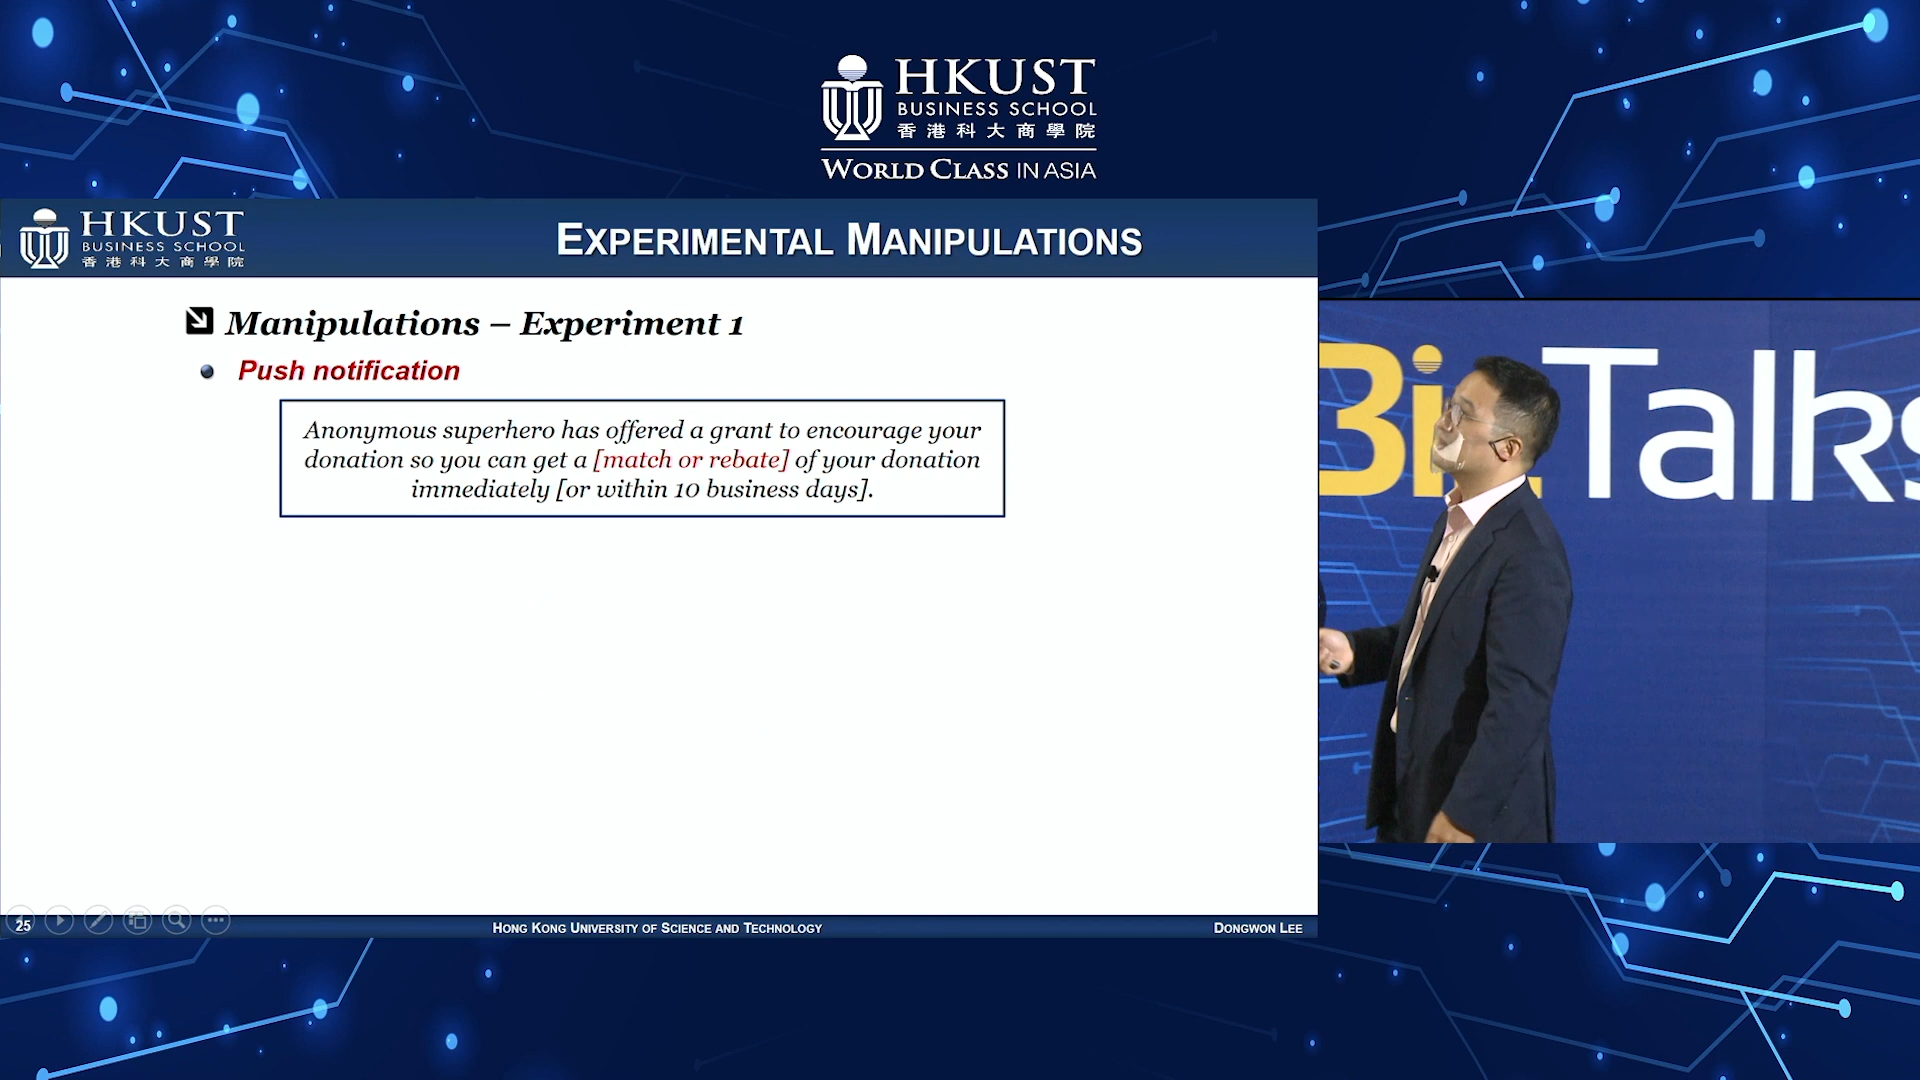 HKUST
BUSINESS SCHOOL
香港科大商學院
WORLD CLASS IN ASIA
HKUST
BUSINESS SCHOOL
香港科大商學院
EXPERIMENTAL MANIPULATIONS
Manipulations – Experiment 1
Push notification
Anonymous superhero has offered a grant to encourage your
donation so you can get a [match or rebate] of your donation
immediately [or within 10 business days].
Talks
25
HONG KONG UNIVERSITY OF SCIENCE AND TECHNOLOGY
DONGWON LEE